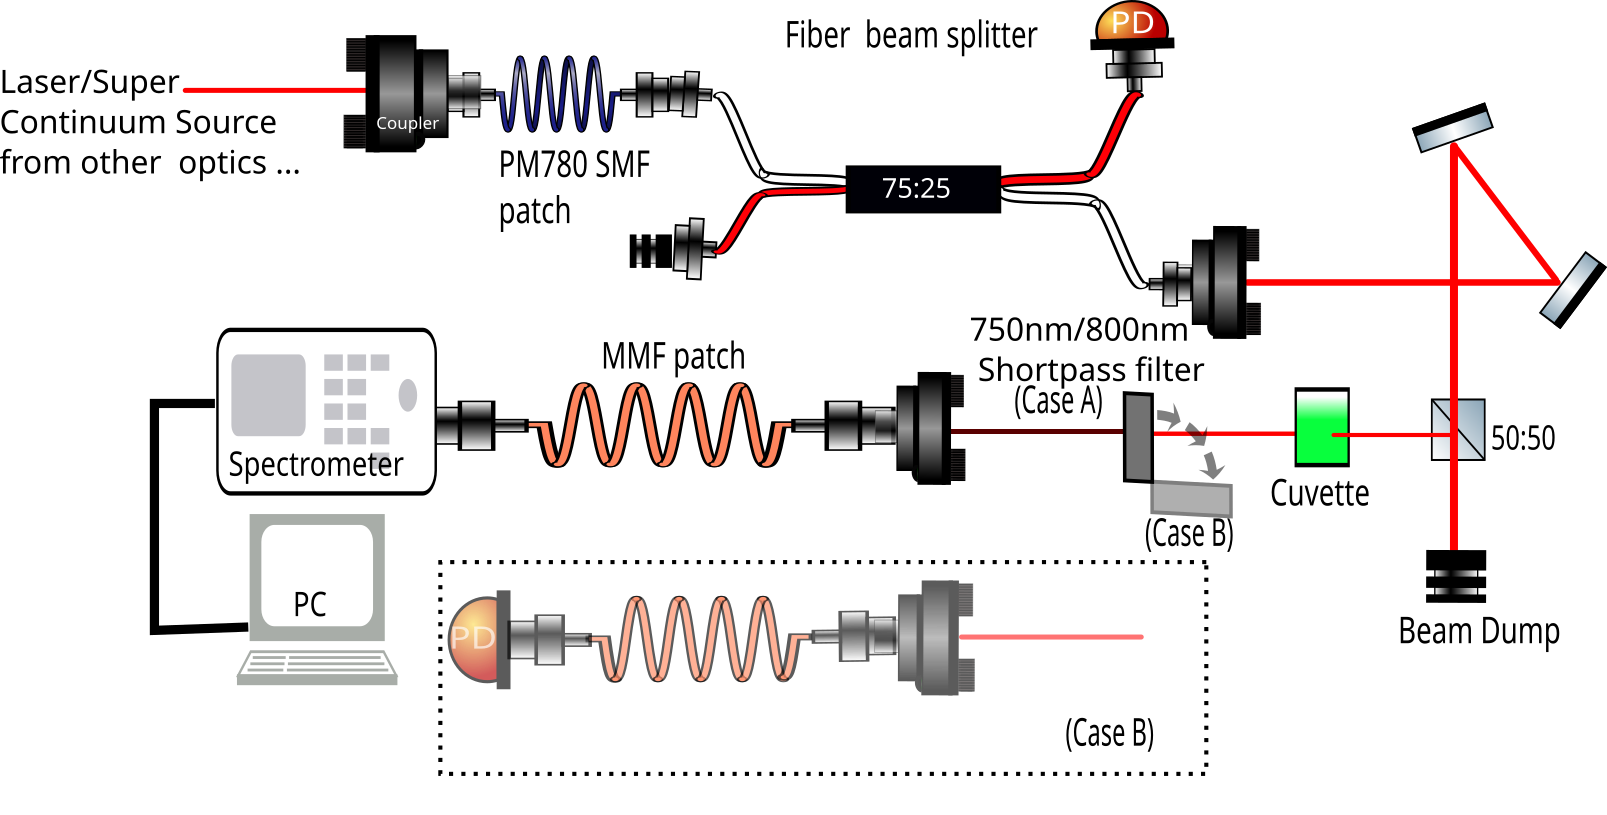 Fiber  beam splitter
PD
Laser/Super
Continuum Source
from other  optics ...
Coupler
PM780 SMF
patch
75:25
750nm/800nm
Shortpass filter
(Case A)
MMF patch
Spectrometer
50:50
Cuvette
(Case B)
PC
Beam Dump
PD
(Case B)